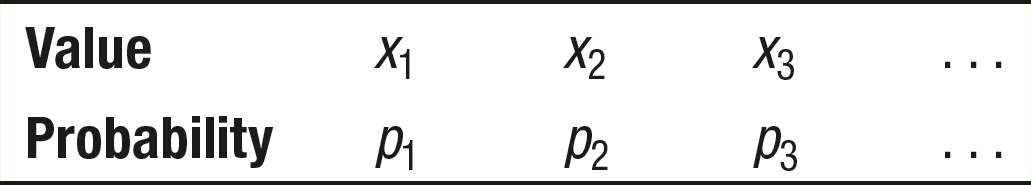 Value x₁ x₂ x₃ . . .
Probability p₁ p₂ p₃ . . .